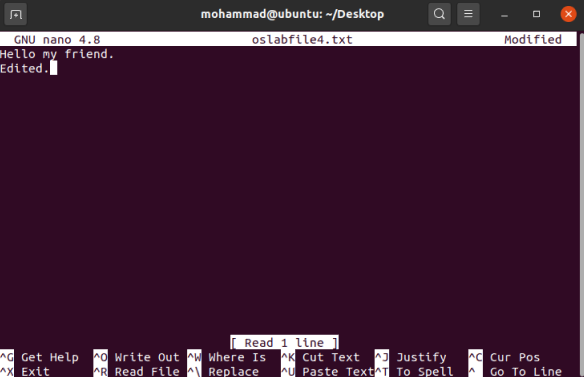 mohammad@ubuntu: ~/Desktop
GNU nano 4.8 oslabfile4.txt Modified
Hello my friend.
Edited.
[ Read 1 line ]
^G Get Help ^O Write Out ^W Where Is ^K Cut Text ^J Justify ^C Cur Pos
^X Exit ^R Read File ^\ Replace ^U Paste Text ^T To Spell ^_ Go To Line